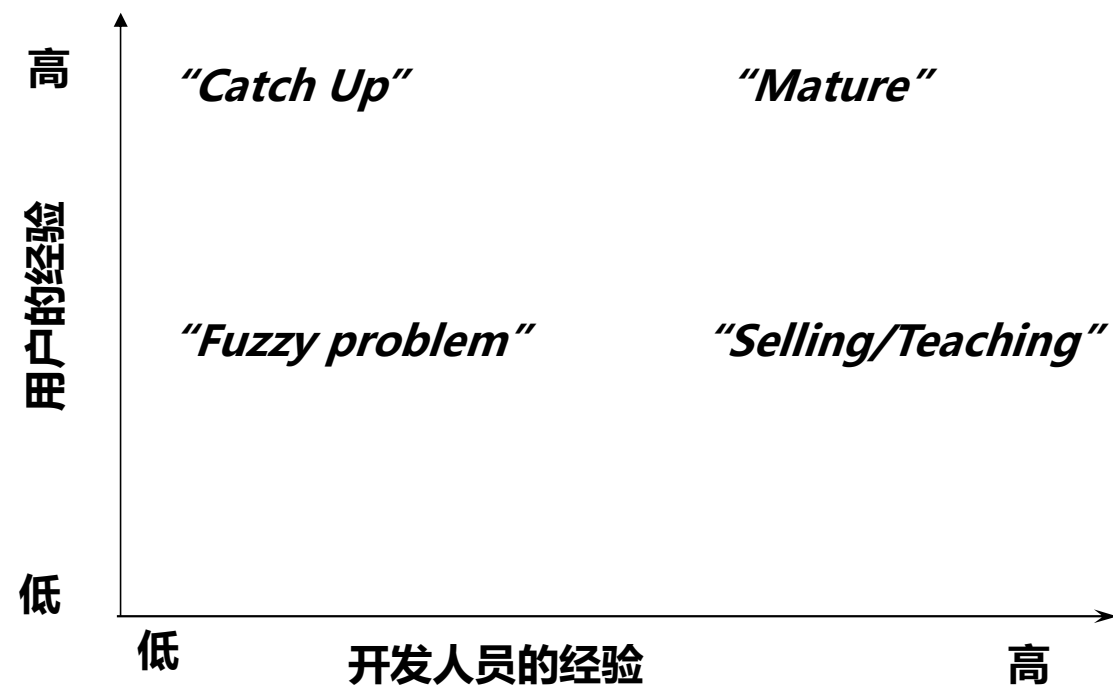 高
“Catch Up”
“Mature”
用户的经验
“Fuzzy problem”
“Selling/Teaching”
低
低
开发人员的经验
高